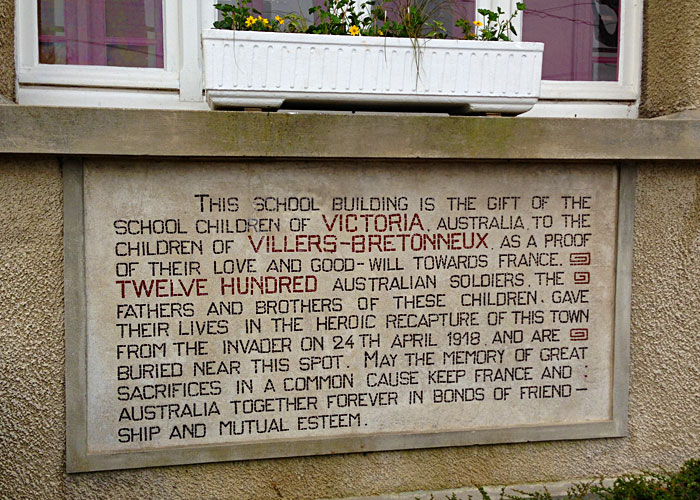 THIS SCHOOL BUILDING IS THE GIFT OF THE
SCHOOL CHILDREN OF VICTORIA, AUSTRALIA, TO THE
CHILDREN OF VILLERS-BRETONNEUX, AS A PROOF
OF THEIR LOVE AND GOOD-WILL TOWARDS FRANCE.
TWELVE HUNDRED AUSTRALIAN SOLDIERS, THE
FATHERS AND BROTHERS OF THESE CHILDREN, GAVE
THEIR LIVES IN THE HEROIC RECAPTURE OF THIS TOWN
FROM THE INVADER ON 24TH APRIL 1918, AND ARE
BURIED NEAR THIS SPOT. MAY THE MEMORY OF GREAT
SACRIFICES IN A COMMON CAUSE KEEP FRANCE AND :
AUSTRALIA TOGETHER FOREVER IN BONDS OF FRIEND-
SHIP AND MUTUAL ESTEEM.